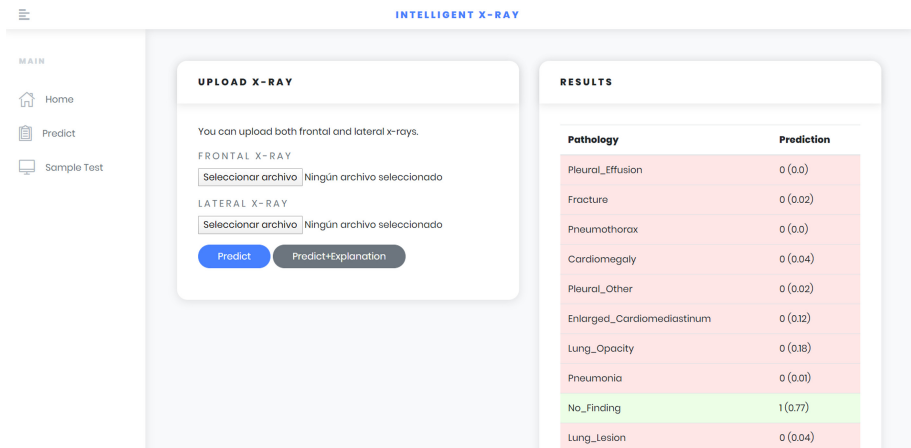 INTELLIGENT X-RAY
MAIN
Home
Predict
Sample Test
UPLOAD X-RAY
You can upload both frontal and lateral x-rays.
FRONTAL X-RAY
Seleccionar archivo Ningún archivo seleccionado
LATERAL X-RAY
Seleccionar archivo Ningún archivo seleccionado
Predict Predict+Explanation
RESULTS
Pathology Prediction
Pleural_Effusion 0 (0.0)
Fracture 0 (0.02)
Pneumothorax 0 (0.0)
Cardiomegaly 0 (0.04)
Pleural_Other 0 (0.02)
Enlarged_Cardiomediastinum 0 (0.12)
Lung_Opacity 0 (0.18)
Pneumonia 0 (0.01)
No_Finding 1 (0.77)
Lung_Lesion 0 (0.04)